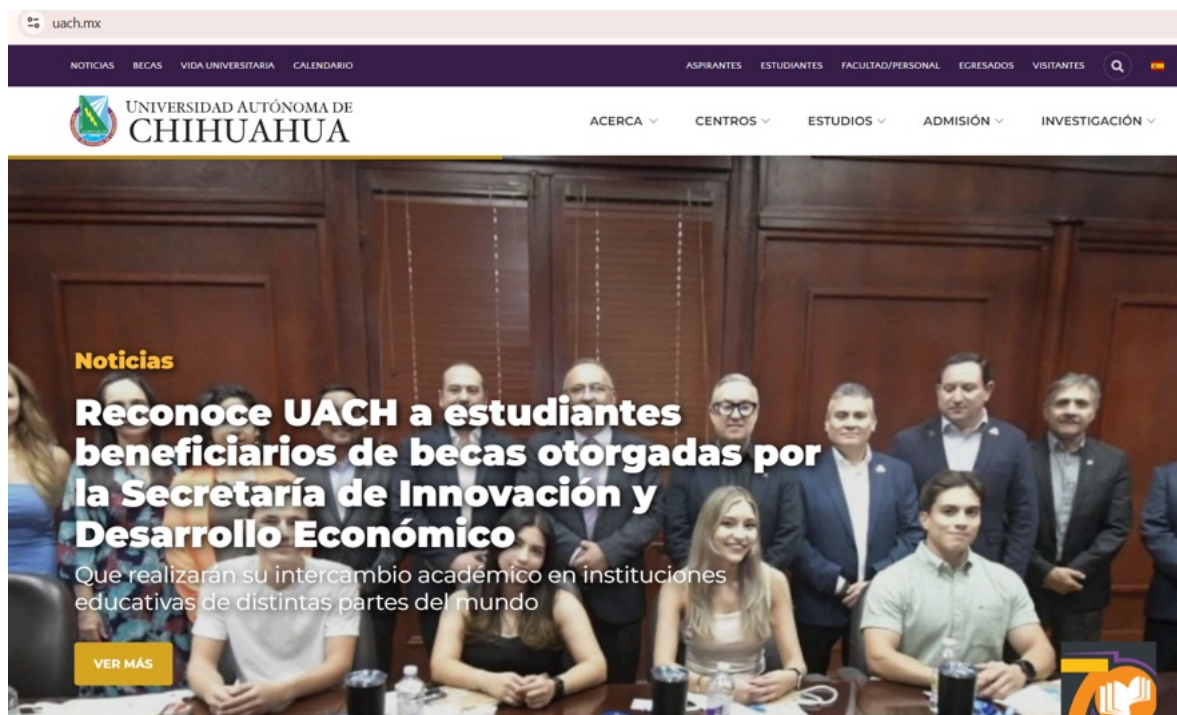 uach.mx
NOTICIAS BECAS VIDA UNIVERSITARIA CALENDARIO ASPIRANTES ESTUDIANTES FACULTAD/PERSONAL EGRESADOS VISITANTES
UNIVERSIDAD AUTÓNOMA DE
CHIHUAHUA
ACERCA CENTROS ESTUDIOS ADMISIÓN INVESTIGACIÓN
Noticias
Reconoce UACH a estudiantes
beneficiarios de becas otorgadas por
la Secretaría de Innovación y
Desarrollo Económico
Que realizarán su intercambio académico en instituciones
educativas de distintas partes del mundo
VER MÁS
70